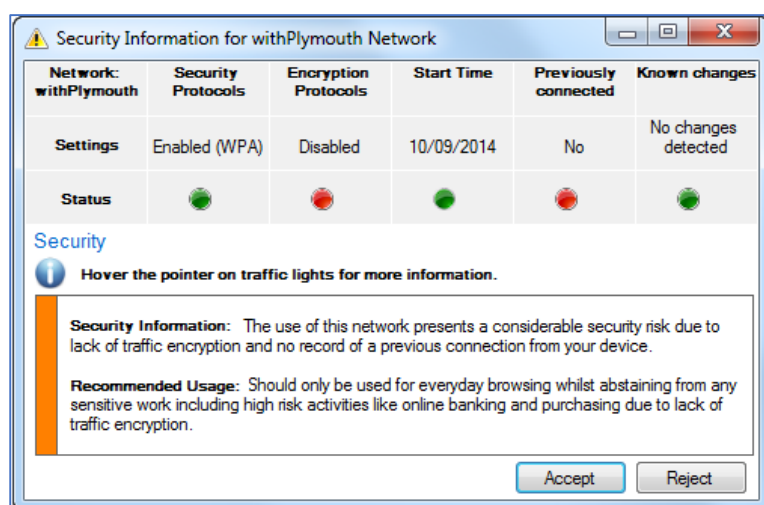 Security Information for withPlymouth Network
Network: withPlymouth Security Protocols Encryption Protocols Start Time Previously connected Known changes
Settings Enabled (WPA) Disabled 10/09/2014 No No changes detected
Status
Security
Hover the pointer on traffic lights for more information.
Security Information: The use of this network presents a considerable security risk due to
lack of traffic encryption and no record of a previous connection from your device.
Recommended Usage: Should only be used for everyday browsing whilst abstaining from any
sensitive work including high risk activities like online banking and purchasing due to lack of
traffic encryption.
Accept Reject